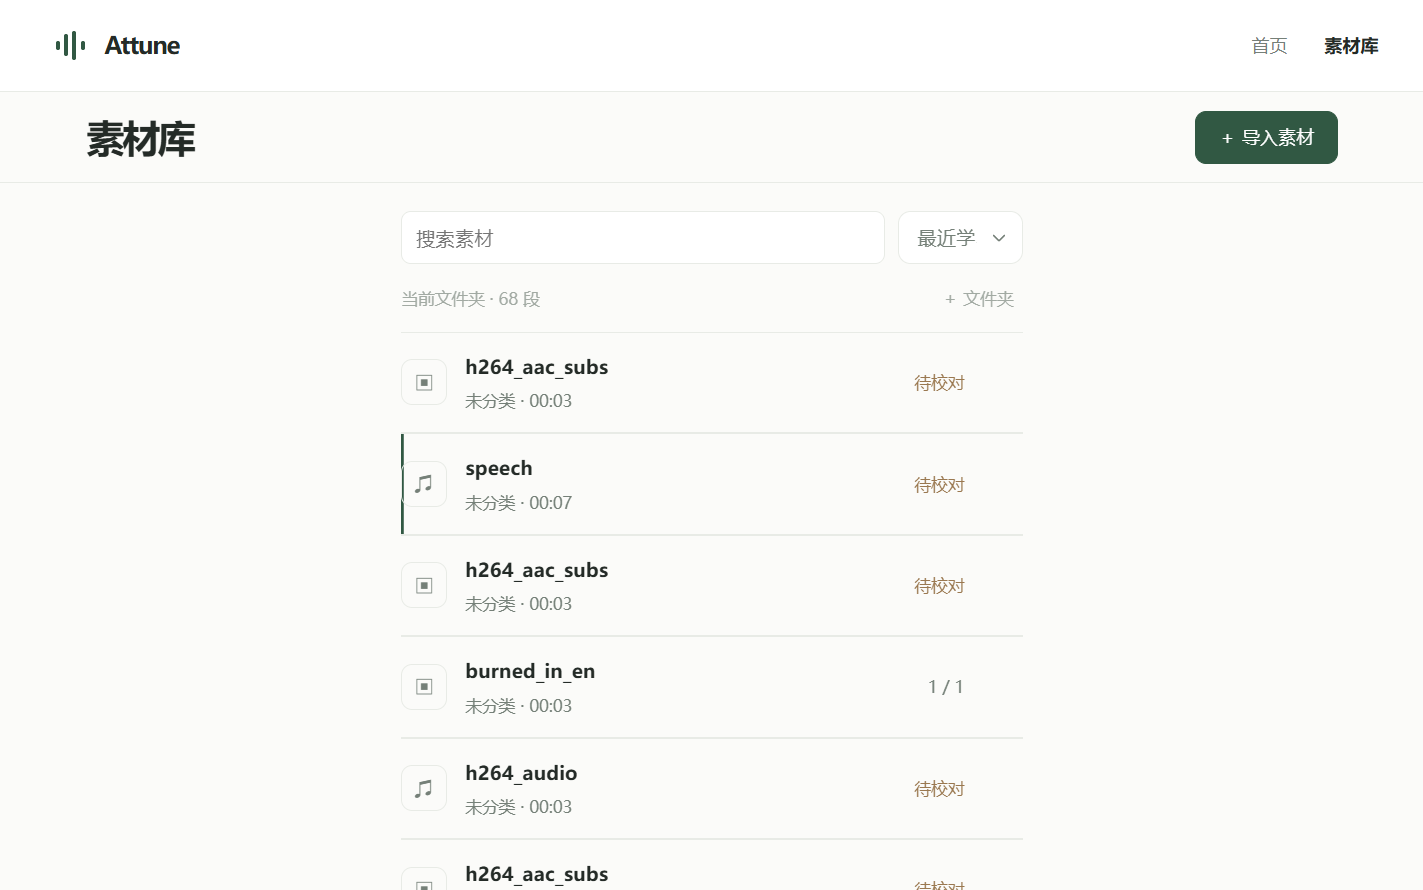 Attune
首页
素材库
素材库
+ 导入素材
搜索素材
最近学
当前文件夹 · 68 段
+ 文件夹
h264_aac_subs
未分类 · 00:03
待校对
speech
未分类 · 00:07
待校对
h264_aac_subs
未分类 · 00:03
待校对
burned_in_en
未分类 · 00:03
1 / 1
h264_audio
未分类 · 00:03
待校对
h264_aac_subs
待校对